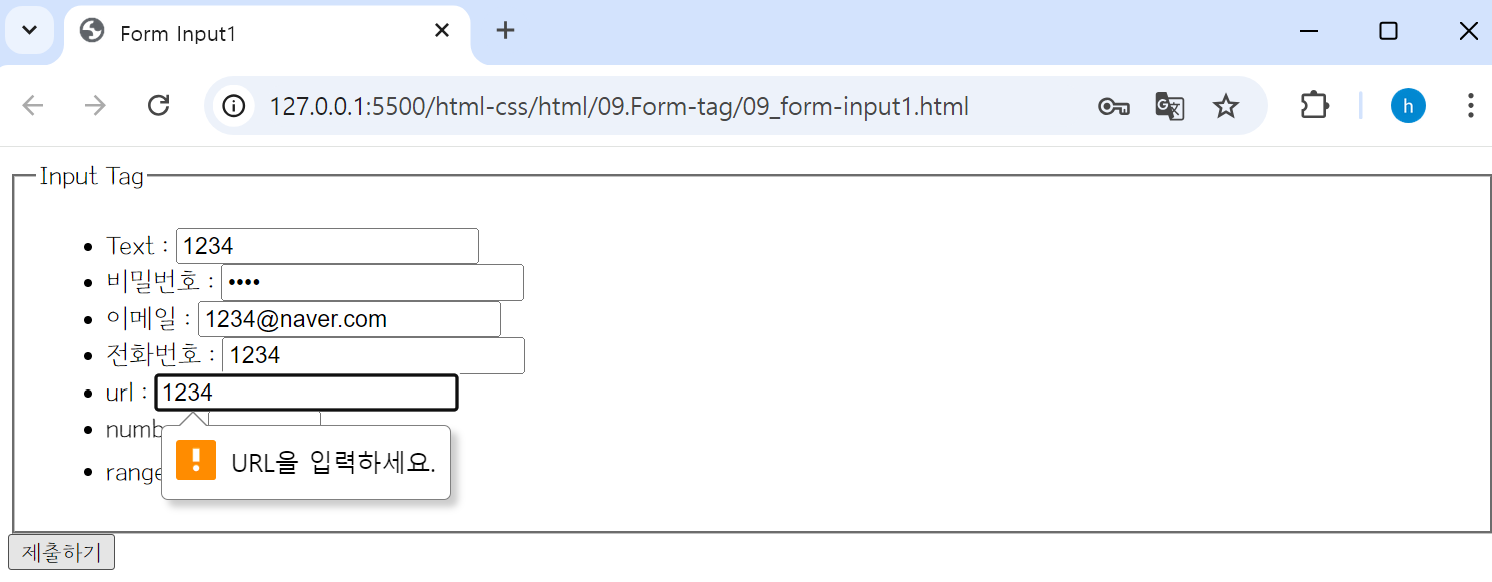 Form Input1
127.0.0.1:5500/html-css/html/09.Form-tag/09_form-input1.html
h
Input Tag
Text : 1234
비밀번호 : ••••
이메일 : 1234@naver.com
전화번호 : 1234
url : 1234
numb
range
URL을 입력하세요.
제출하기